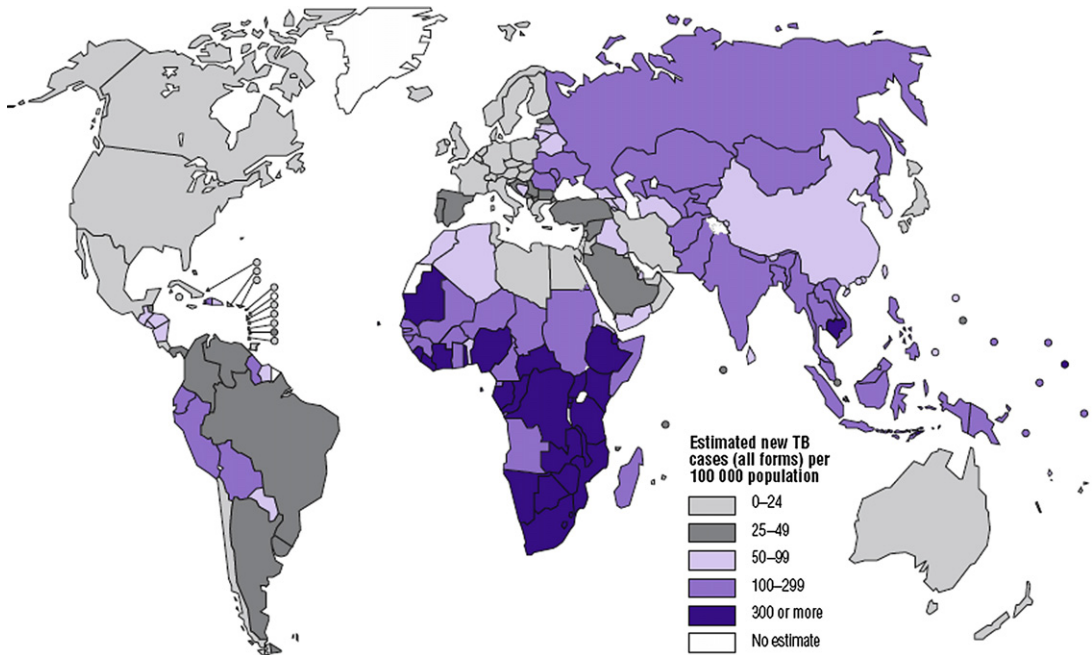 Estimated new TB
cases (all forms) per
100 000 population
0–24
25–49
50–99
100–299
300 or more
No estimate